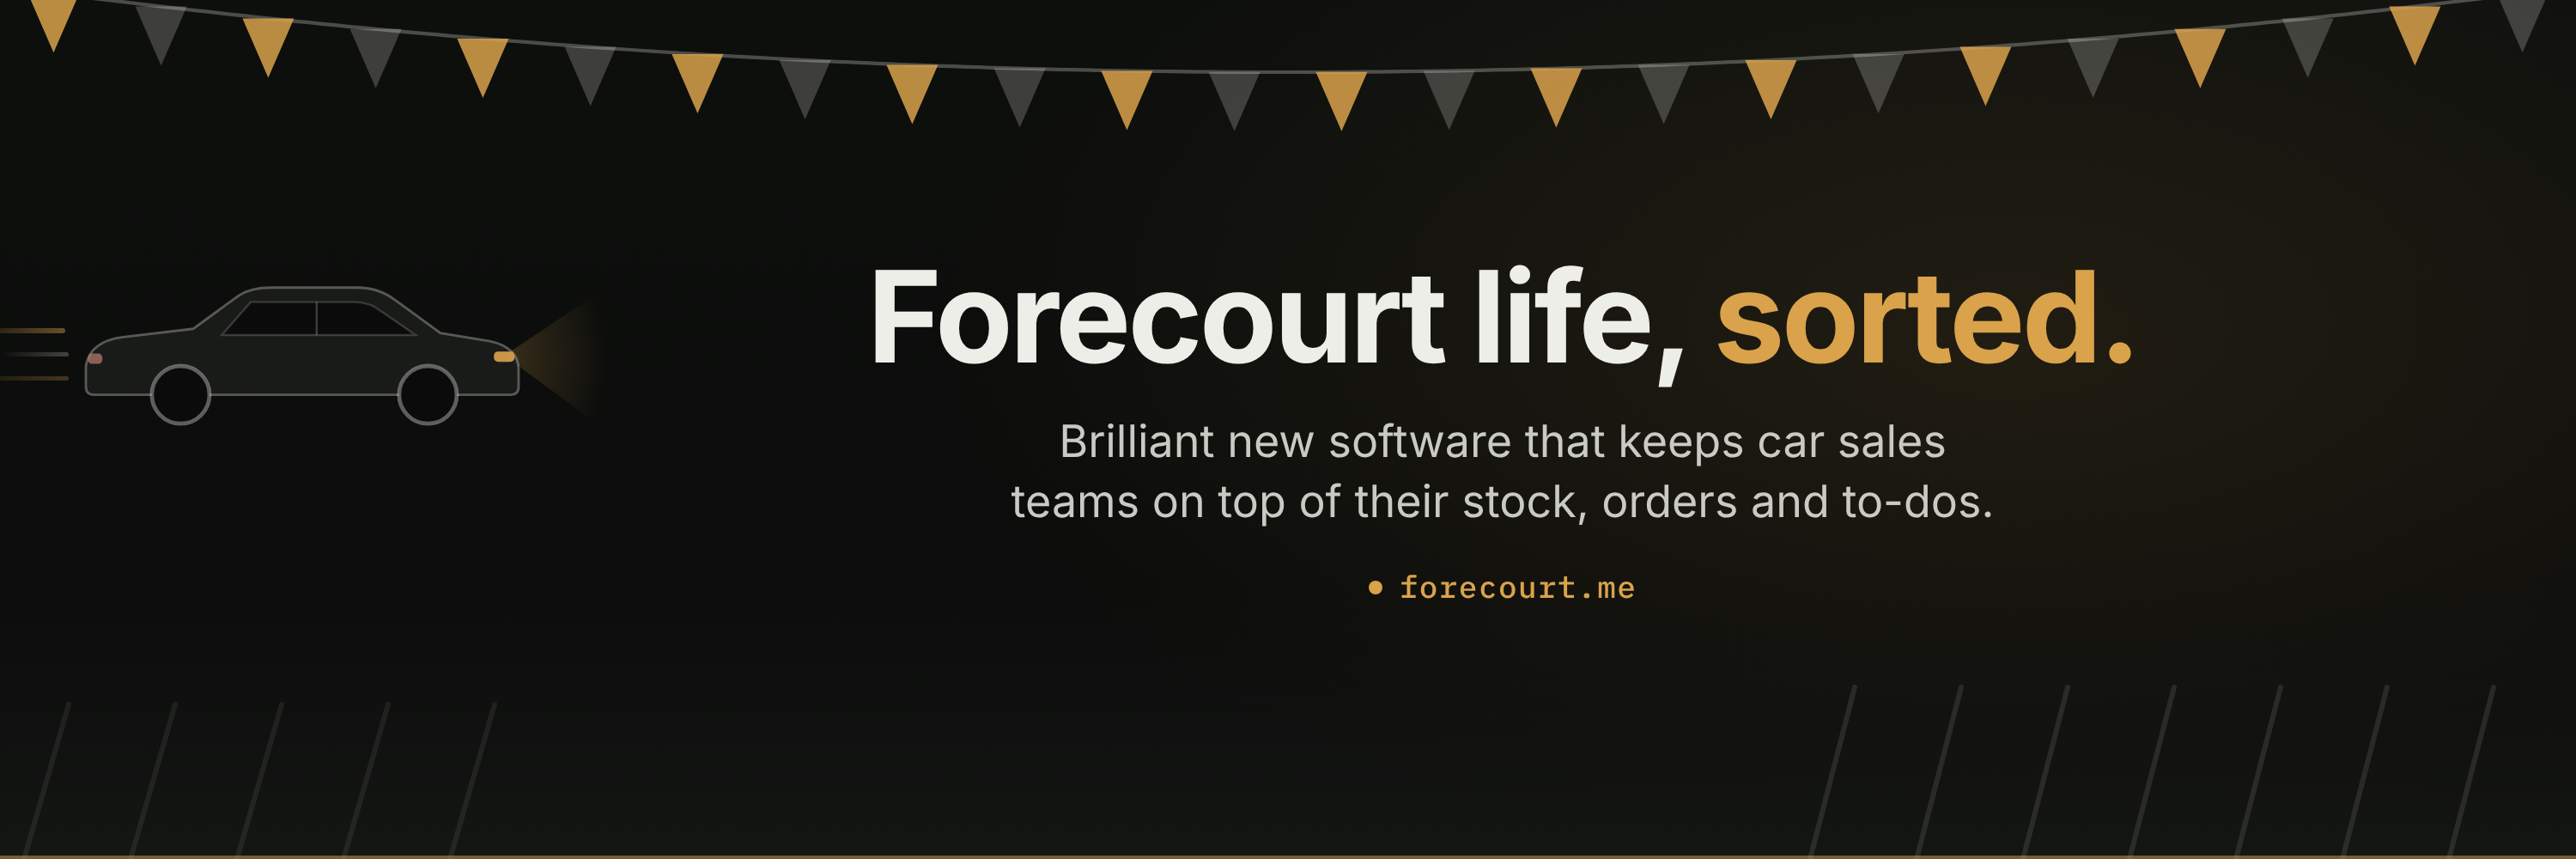 Forecourt life, sorted.
Brilliant new software that keeps car sales
teams on top of their stock, orders and to-dos.
forecourt.me